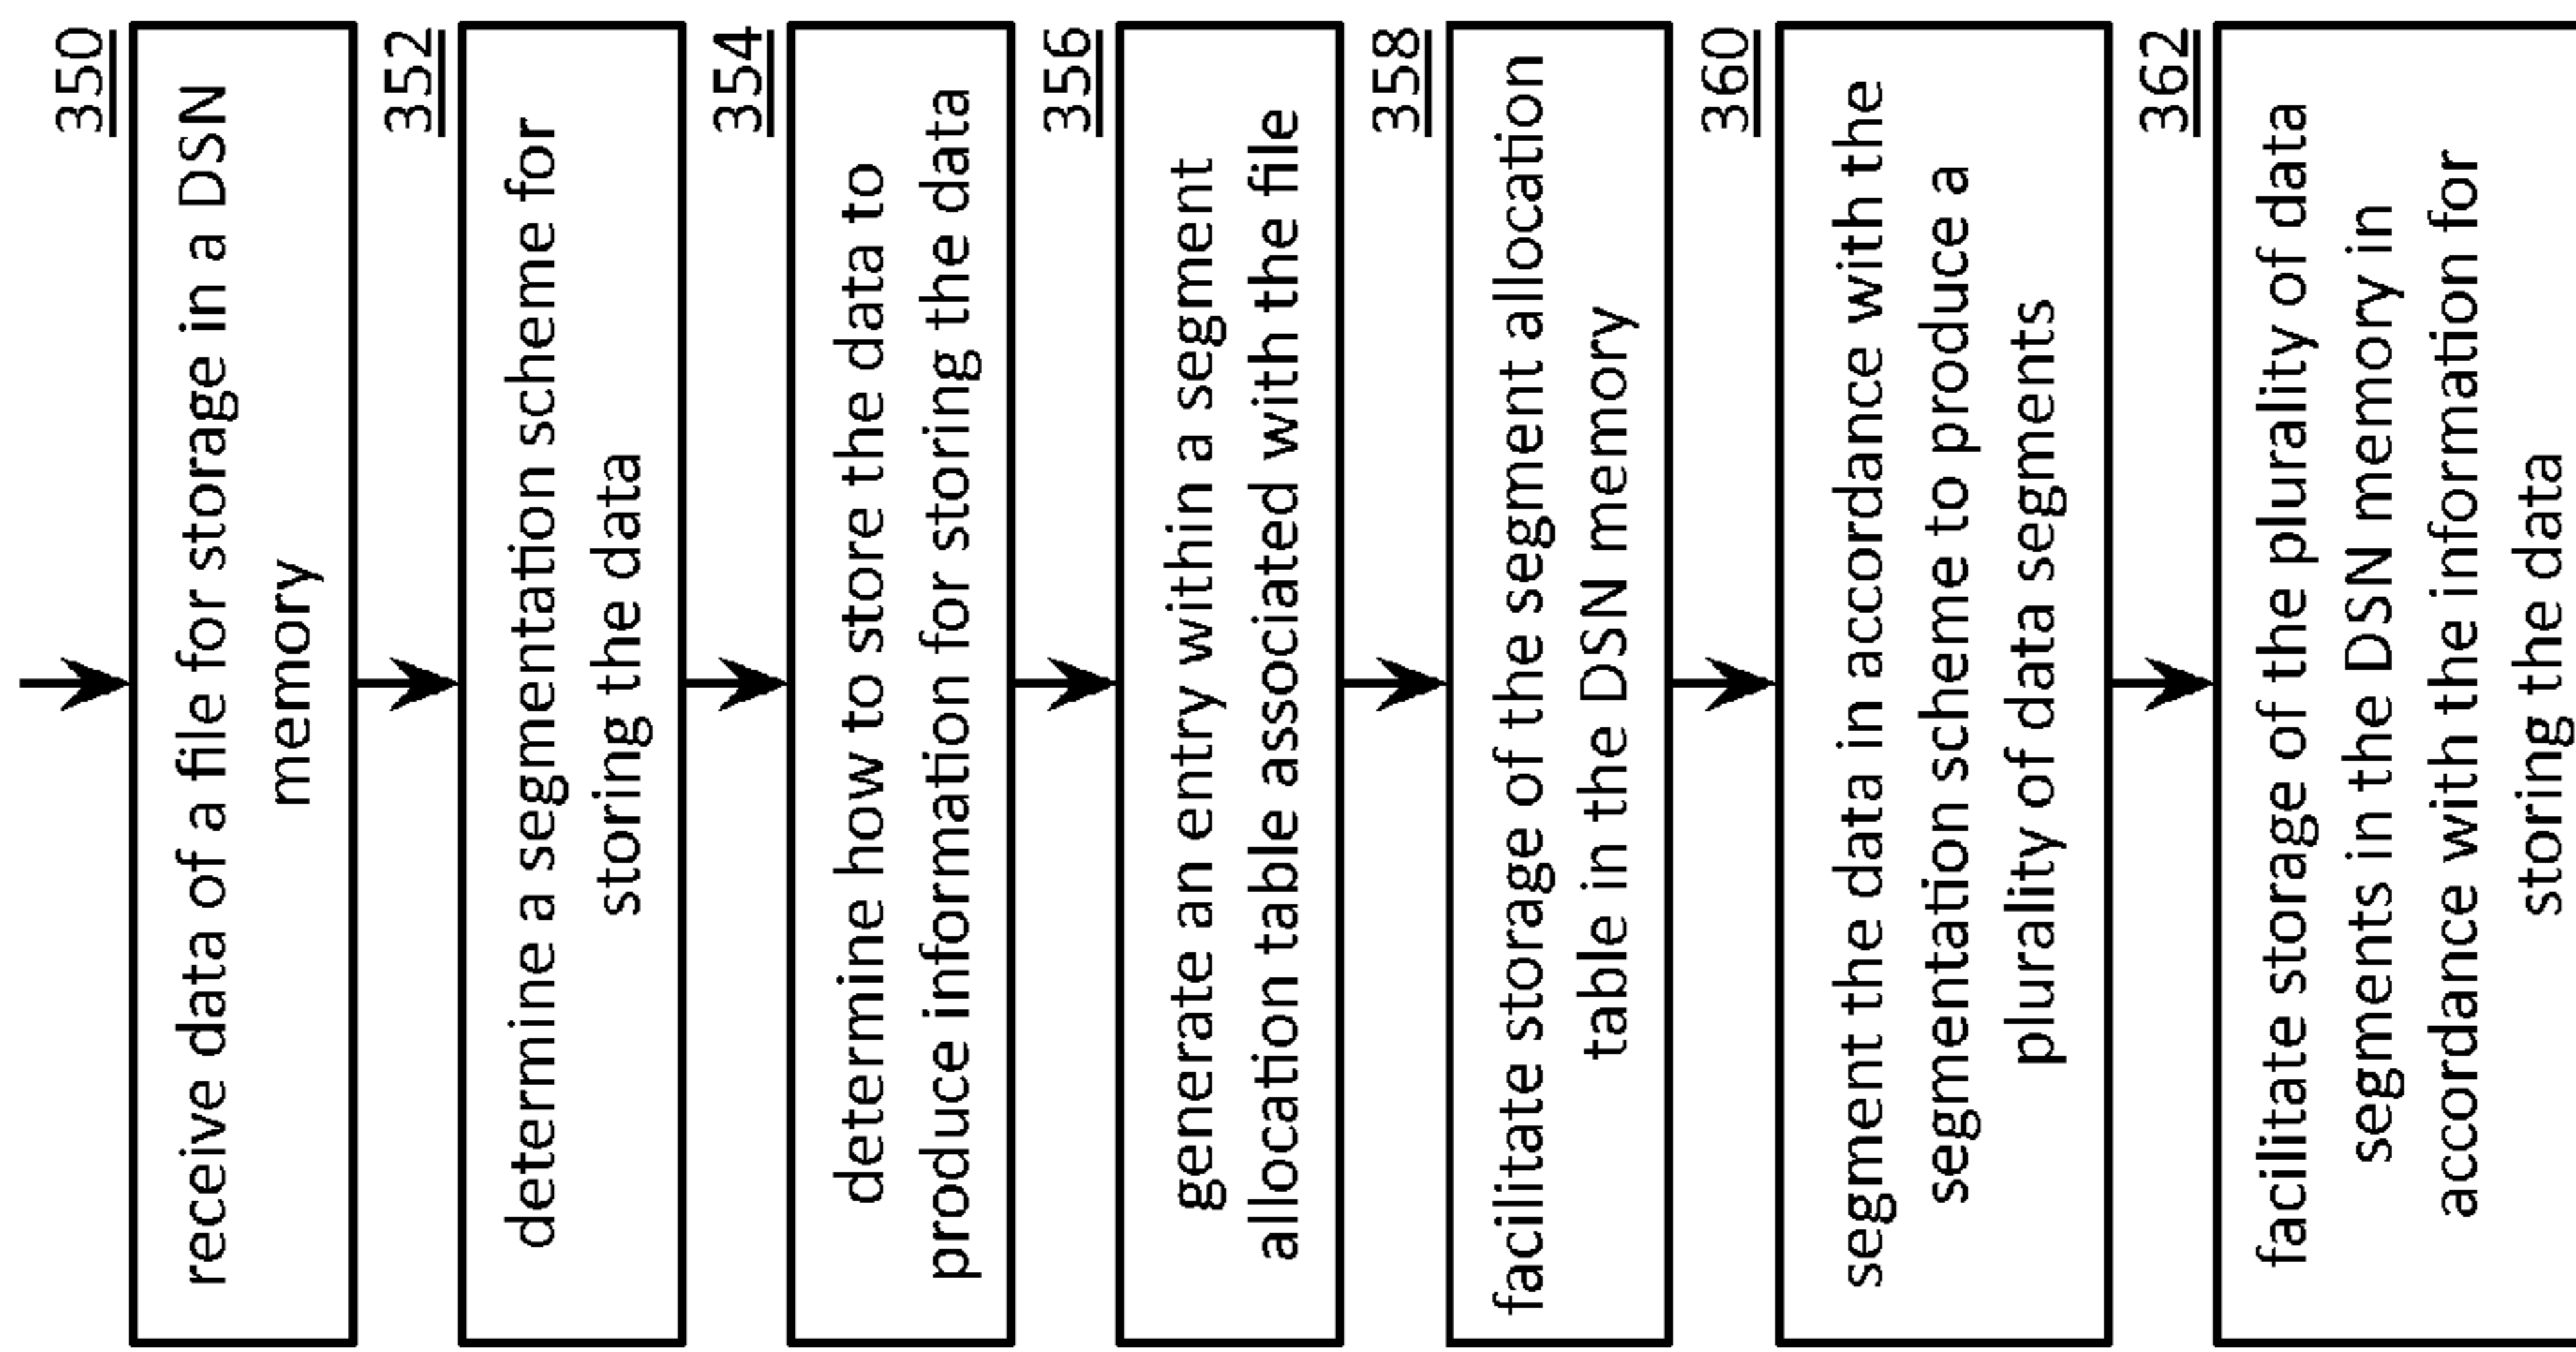 350
receive data of a file for storage in a DSN
memory
352
determine a segmentation scheme for
storing the data
354
determine how to store the data to
produce information for storing the data
356
generate an entry within a segment
allocation table associated with the file
358
facilitate storage of the segment allocation
table in the DSN memory
360
segment the data in accordance with the
segmentation scheme to produce a
plurality of data segments
362
facilitate storage of the plurality of data
segments in the DSN memory in
accordance with the information for
storing the data